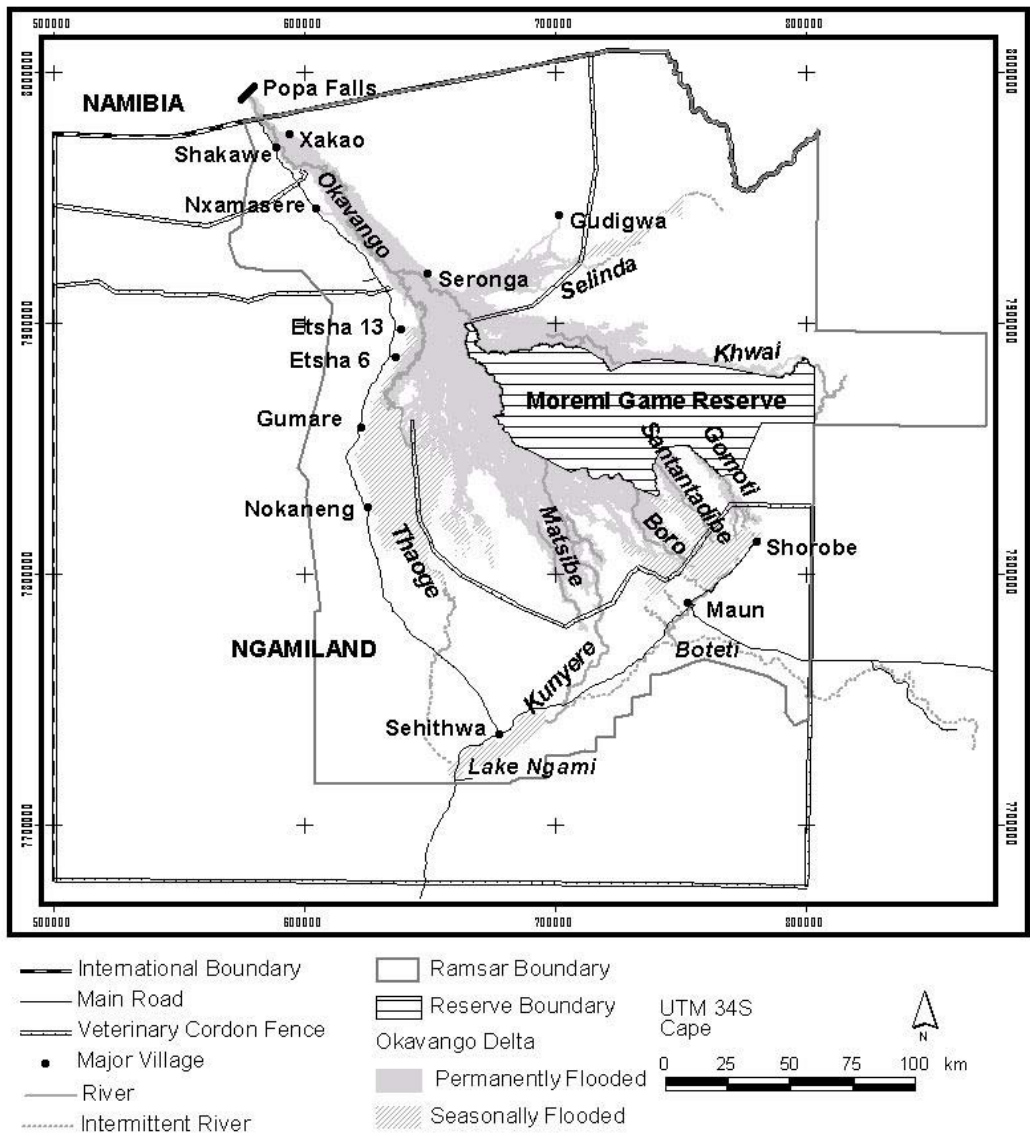 500000 600000 700000 800000
8000000 8000000
Popa Falls
NAMIBIA
Xakao
Shakawe
Okavango
Nxamasere
Gudigwa
Seronga
Selinda
7900000 7900000
Etsha 13
Etsha 6
Khwai
Moremi Game Reserve
Gumare
Santantadibe
Gomoti
Nokaneng
Matsibe
Boro
Thaoge
Shorobe
7800000 7800000
Maun
NGAMILAND
Boteti
Kunyere
Sehithwa
Lake Ngami
7700000 7700000
500000 600000 700000 800000
International Boundary
Main Road
Veterinary Cordon Fence
Major Village
River
Intermittent River
Ramsar Boundary
Reserve Boundary
Okavango Delta
Permanently Flooded
Seasonally Flooded
UTM 34S
Cape
N
0 25 50 75 100 km